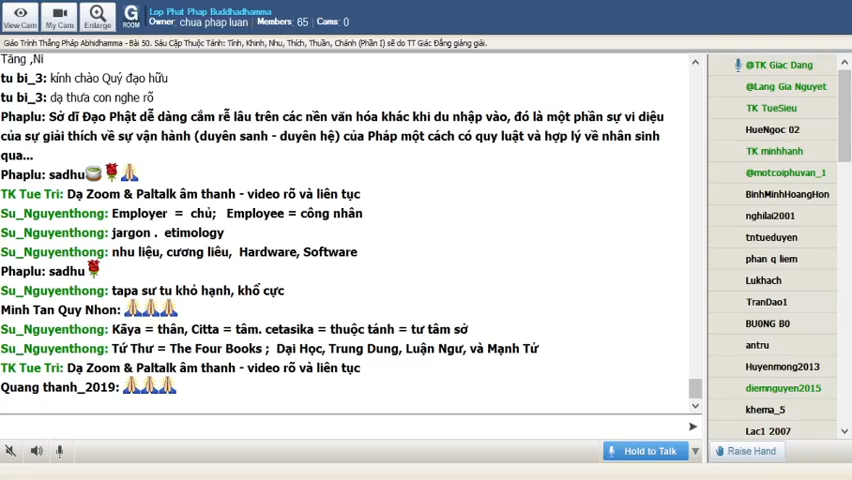 Lop Phat Phap Buddhadhamma
Owner: chua phap luan   Members: 65   Cams: 0
View Cam
My Cam
Enlarge
G
ROOM
Giáo Trình Thắng Pháp Abhidhamma - Bài 50. Sáu Cặp Thuộc Tánh: Tĩnh, Khinh, Nhu, Thích, Thuần, Chánh (Phần I) sẽ do TT Giác Đẳng giảng giải.
Tăng ,Ni
tu bi_3: kính chào Quý đạo hữu
tu bi_3: dạ thưa con nghe rõ
Phaplu: Sở dĩ Đạo Phật dễ dàng cắm rễ lâu trên các nền văn hóa khác khi du nhập vào, đó là một phần sự vi diệu
của sự giải thích về sự vận hành (duyên sanh - duyên hệ) của Pháp một cách có quy luật và hợp lý về nhân sinh
qua...
Phaplu: sadhu
TK Tue Tri: Dạ Zoom & Paltalk âm thanh - video rõ và liên tục
Su_Nguyenthong: Employer = chủ; Employee = công nhân
Su_Nguyenthong: jargon . etimology
Su_Nguyenthong: nhu liệu, cương liêu, Hardware, Software
Phaplu: sadhu
Su_Nguyenthong: tapa sư tu khỏ hạnh, khổ cực
Minh Tan Quy Nhon:
Su_Nguyenthong: Kāya = thân, Citta = tâm. cetasika = thuộc tánh = tư tâm sở
Su_Nguyenthong: Tứ Thư = The Four Books ; Dại Học, Trung Dung, Luận Ngư, và Mạnh Tử
TK Tue Tri: Dạ Zoom & Paltalk âm thanh - video rõ và liên tục
Quang thanh_2019:
@TK Giac Dang
@Lang Gia Nguyet
TK TueSieu
HueNgoc 02
TK minhhanh
@motcoiphuvan_1
BinhMinhHoangHon
nghilai2001
tntueduyen
phan q liem
Lukhach
TranDao1
BU0NG B0
antru
Huyenmong2013
diemnguyen2015
khema_5
Lac1 2007
Hold to Talk
Raise Hand